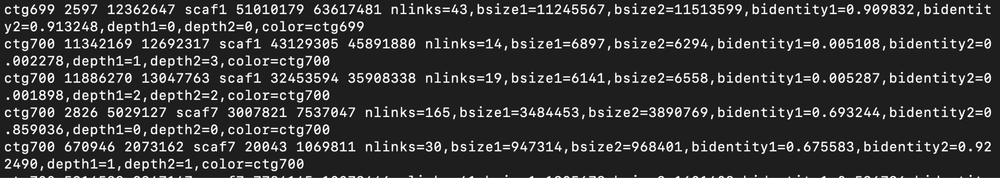 ctg699 2597 12362647 scaf1 51010179 63617481 nlinks=43,bsize1=11245567,bsize2=11513599,bidentity1=0.909832,bidentit
y2=0.913248,depth1=0,depth2=0,color=ctg699
ctg700 11342169 12692317 scaf1 43129305 45891880 nlinks=14,bsize1=6897,bsize2=6294,bidentity1=0.005108,bidentity2=0
.002278,depth1=1,depth2=3,color=ctg700
ctg700 11886270 13047763 scaf1 32453594 35908338 nlinks=19,bsize1=6141,bsize2=6558,bidentity1=0.005287,bidentity2=0
.001898,depth1=2,depth2=2,color=ctg700
ctg700 2826 5029127 scaf7 3007821 7537047 nlinks=165,bsize1=3484453,bsize2=3890769,bidentity1=0.693244,bidentity2=0
.859036,depth1=0,depth2=0,color=ctg700
ctg700 670946 2073162 scaf7 20043 1069811 nlinks=30,bsize1=947314,bsize2=968401,bidentity1=0.675583,bidentity2=0.92
2490,depth1=1,depth2=1,color=ctg700